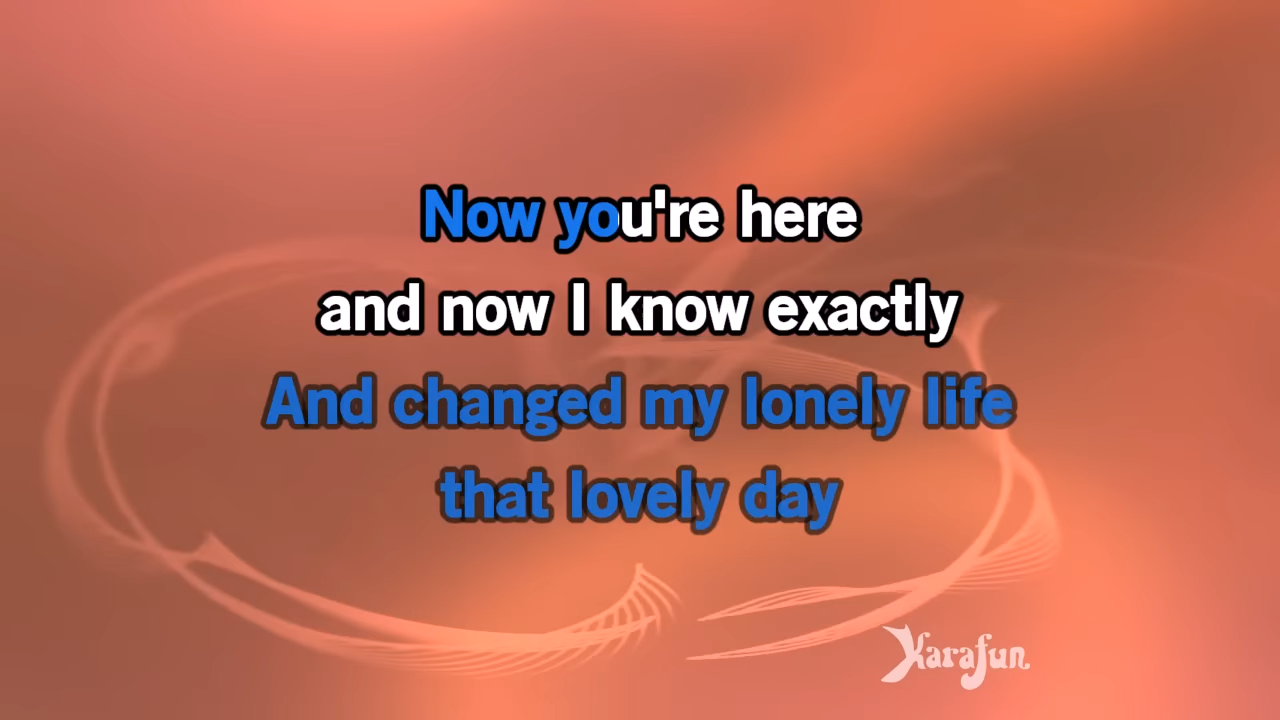 Now you're here
and now I know exactly
And changed my lonely life
that lovely day
Karafun